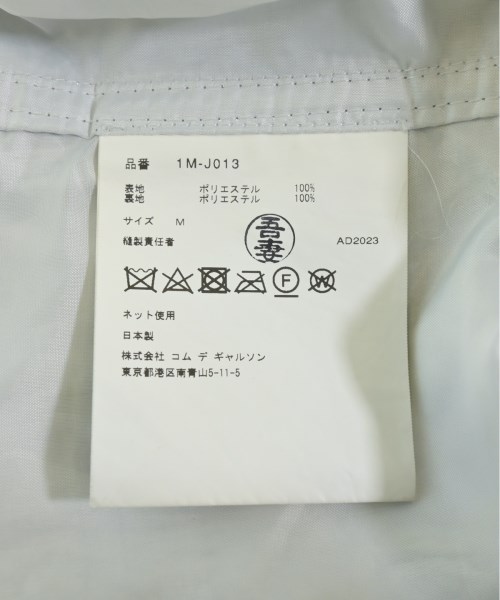 品番 1M-J013
表地 ポリエステル 100%
裏地 ポリエステル 100%
サイズ M
縫製責任者 吾妻 AD2023
F W
ネット使用
日本製
株式会社 コム デ ギャルソン
東京都港区南青山5-11-5